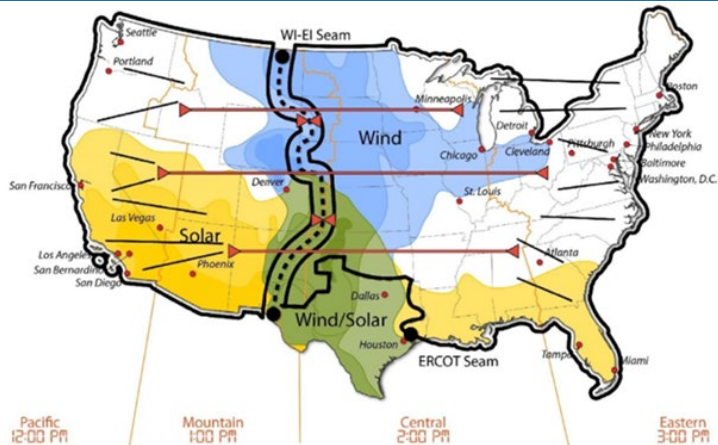 WI-EI Seam
Seattle
Portland
Minneapolis
Boston
Detroit
New York
Wind
Pittsburgh
Philadelphia
Chicago
Cleveland
Baltimore
Denver
Washington, D.C.
San Francisco
St. Louis
Las Vegas
Solar
Los Angeles
Phoenix
Atlanta
San Bernardino
San Diego
Dallas
Wind/Solar
Houston
ERCOT Seam
Tampa
Miami
Pacific
12:00 PM
Mountain
1:00 PM
Central
2:00 PM
Eastern
3:00 PM